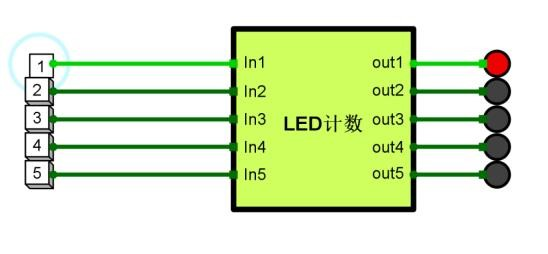 1 In1 out1
2 In2 out2
3 In3 LED计数 out3
4 In4 out4
5 In5 out5